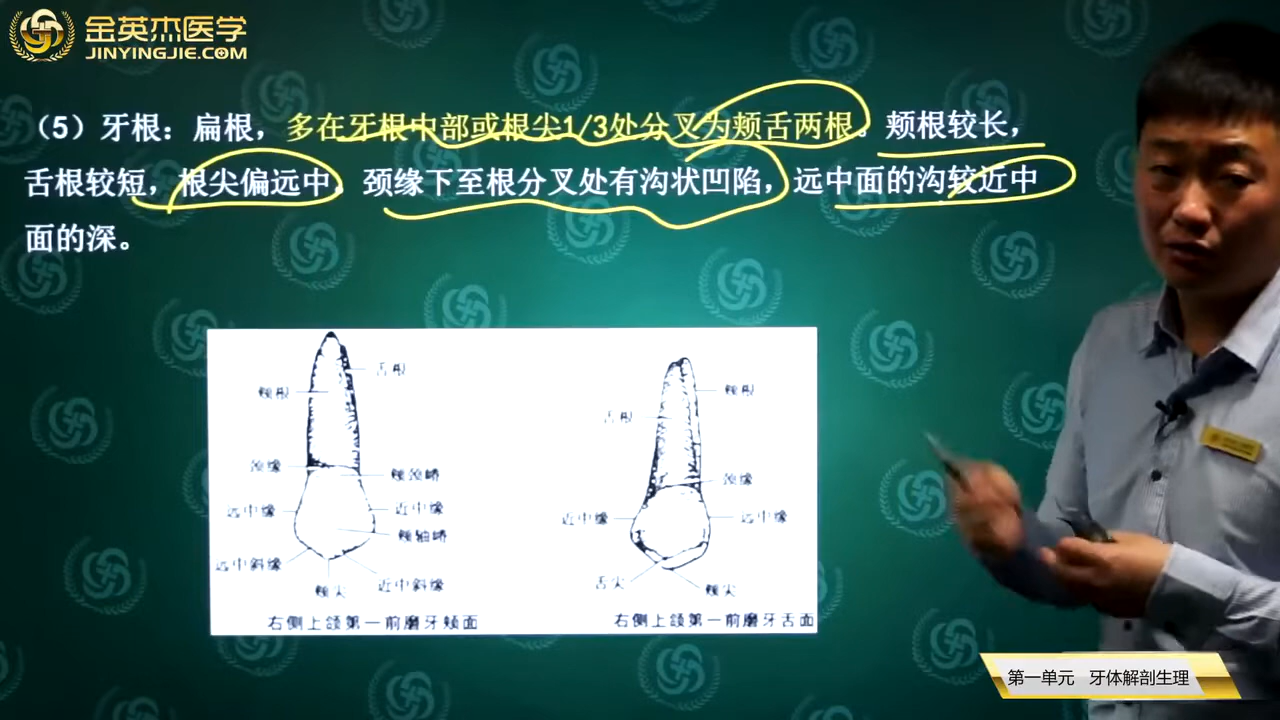 金英杰医学
JINYINGJIE.COM
（5）牙根：扁根，多在牙根中部或根尖1/3处分叉为颊舌两根。颊根较长，
舌根较短，根尖偏远中。颈缘下至根分叉处有沟状凹陷，远中面的沟较近中
面的深。
舌根
颊根
颈缘
颊颈嵴
远中缘
近中缘
颊轴嵴
远中斜缘
近中斜缘
颊尖
右侧上颌第一前磨牙颊面
颊根
舌根
颈缘
近中缘
远中缘
舌尖
颊尖
右侧上颌第一前磨牙舌面
第一单元 牙体解剖生理